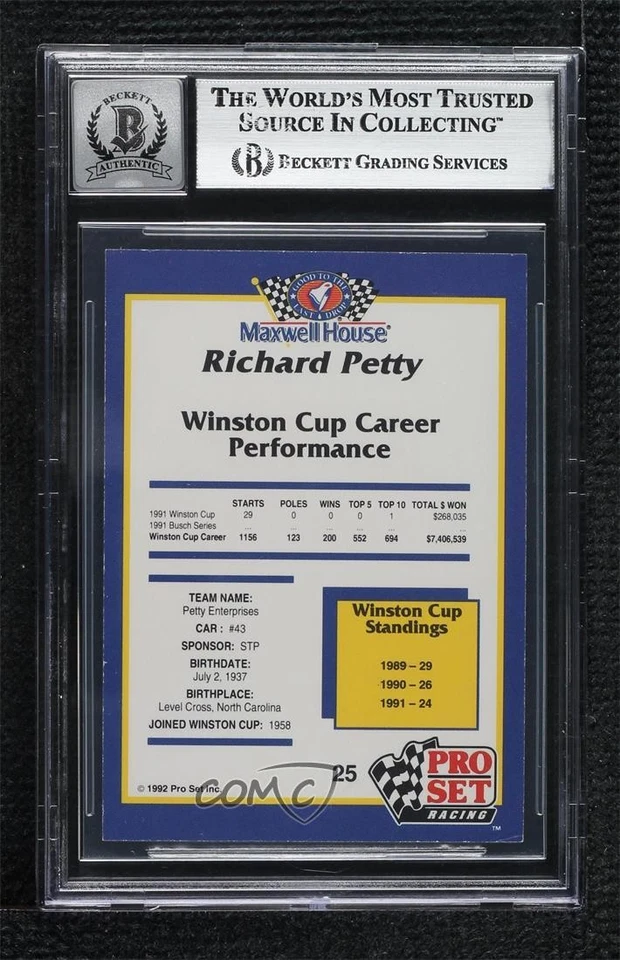 BECKETT
B
AUTHENTIC
THE WORLD'S MOST TRUSTED
SOURCE IN COLLECTING™
B BECKETT GRADING SERVICES
GOOD TO THE
LAST DROP
Maxwell House®
Richard Petty
Winston Cup Career
Performance
STARTS POLES WINS TOP 5 TOP 10 TOTAL $ WON
1991 Winston Cup 29 0 0 0 1 $268,035
1991 Busch Series ... ... ... ... ... ...
Winston Cup Career 1156 123 200 552 694 $7,406,539
TEAM NAME:
Petty Enterprises
CAR : #43
SPONSOR: STP
BIRTHDATE:
July 2, 1937
BIRTHPLACE:
Level Cross, North Carolina
JOINED WINSTON CUP: 1958
Winston Cup
Standings
1989 – 29
1990 – 26
1991 – 24
25
PRO
SET
RACING
™
© 1992 Pro Set Inc.
COMC